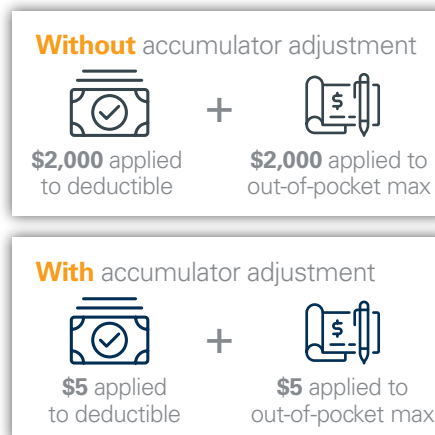 Without accumulator adjustment
$
+
$2,000 applied to deductible
$2,000 applied to out-of-pocket max
With accumulator adjustment
$
+
$5 applied to deductible
$5 applied to out-of-pocket max